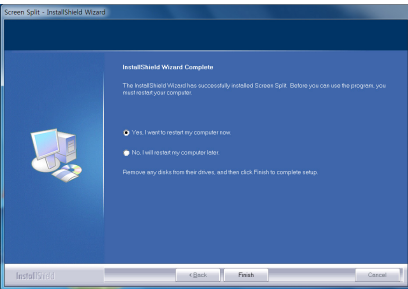 Screen Split - InstallShield Wizard
InstallShield Wizard Complete
The InstallShield Wizard has successfully installed Screen Split. Before you can use the program, you
must restart your computer.
Yes, I want to restart my computer now.
No, I will restart my computer later.
Remove any disks from their drives, and then click Finish to complete setup.
InstallShield
< Back
Finish
Cancel